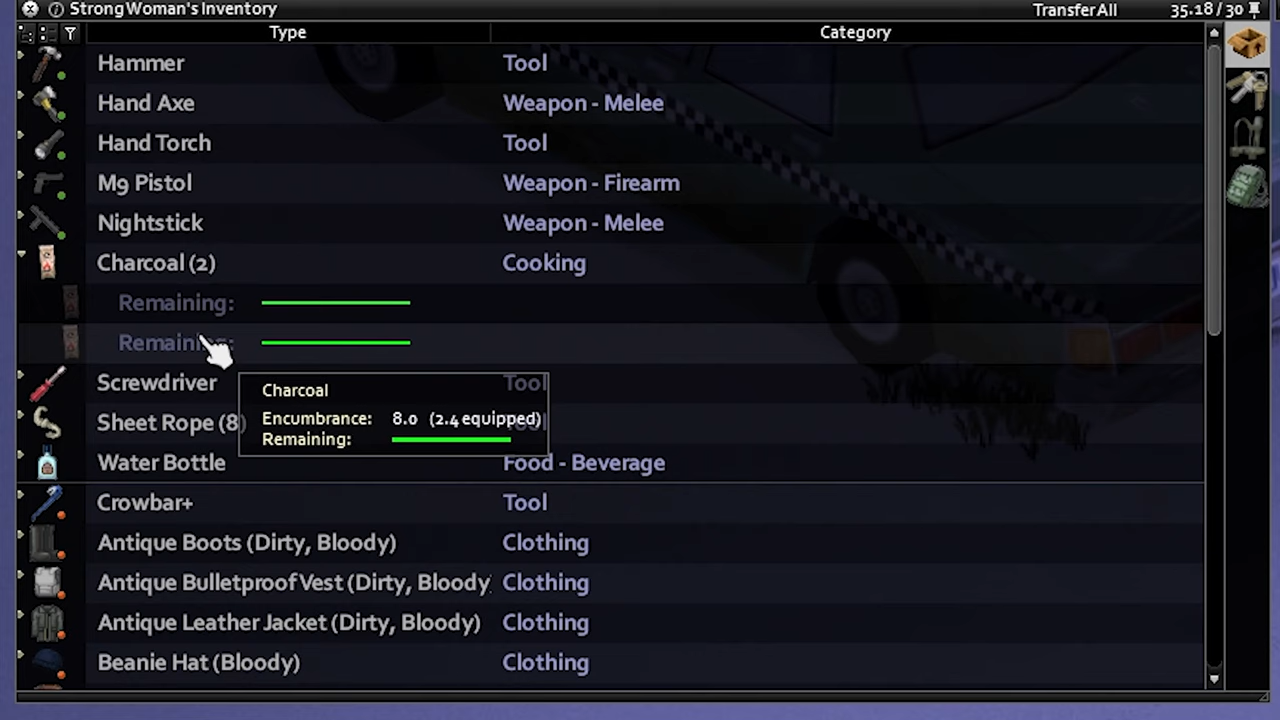 StrongWoman's Inventory TransferAll 35.18 / 30
Type Category
Hammer Tool
Hand Axe Weapon - Melee
Hand Torch Tool
M9 Pistol Weapon - Firearm
Nightstick Weapon - Melee
Charcoal (2) Cooking
Remaining:
Remaining:
Screwdriver Tool
Charcoal
Sheet Rope (8)
Encumbrance: 8.0 (2.4 equipped)
Remaining:
Water Bottle Food - Beverage
Crowbar+ Tool
Antique Boots (Dirty, Bloody) Clothing
Antique Bulletproof Vest (Dirty, Bloody Clothing
Antique Leather Jacket (Dirty, Bloody) Clothing
Beanie Hat (Bloody) Clothing